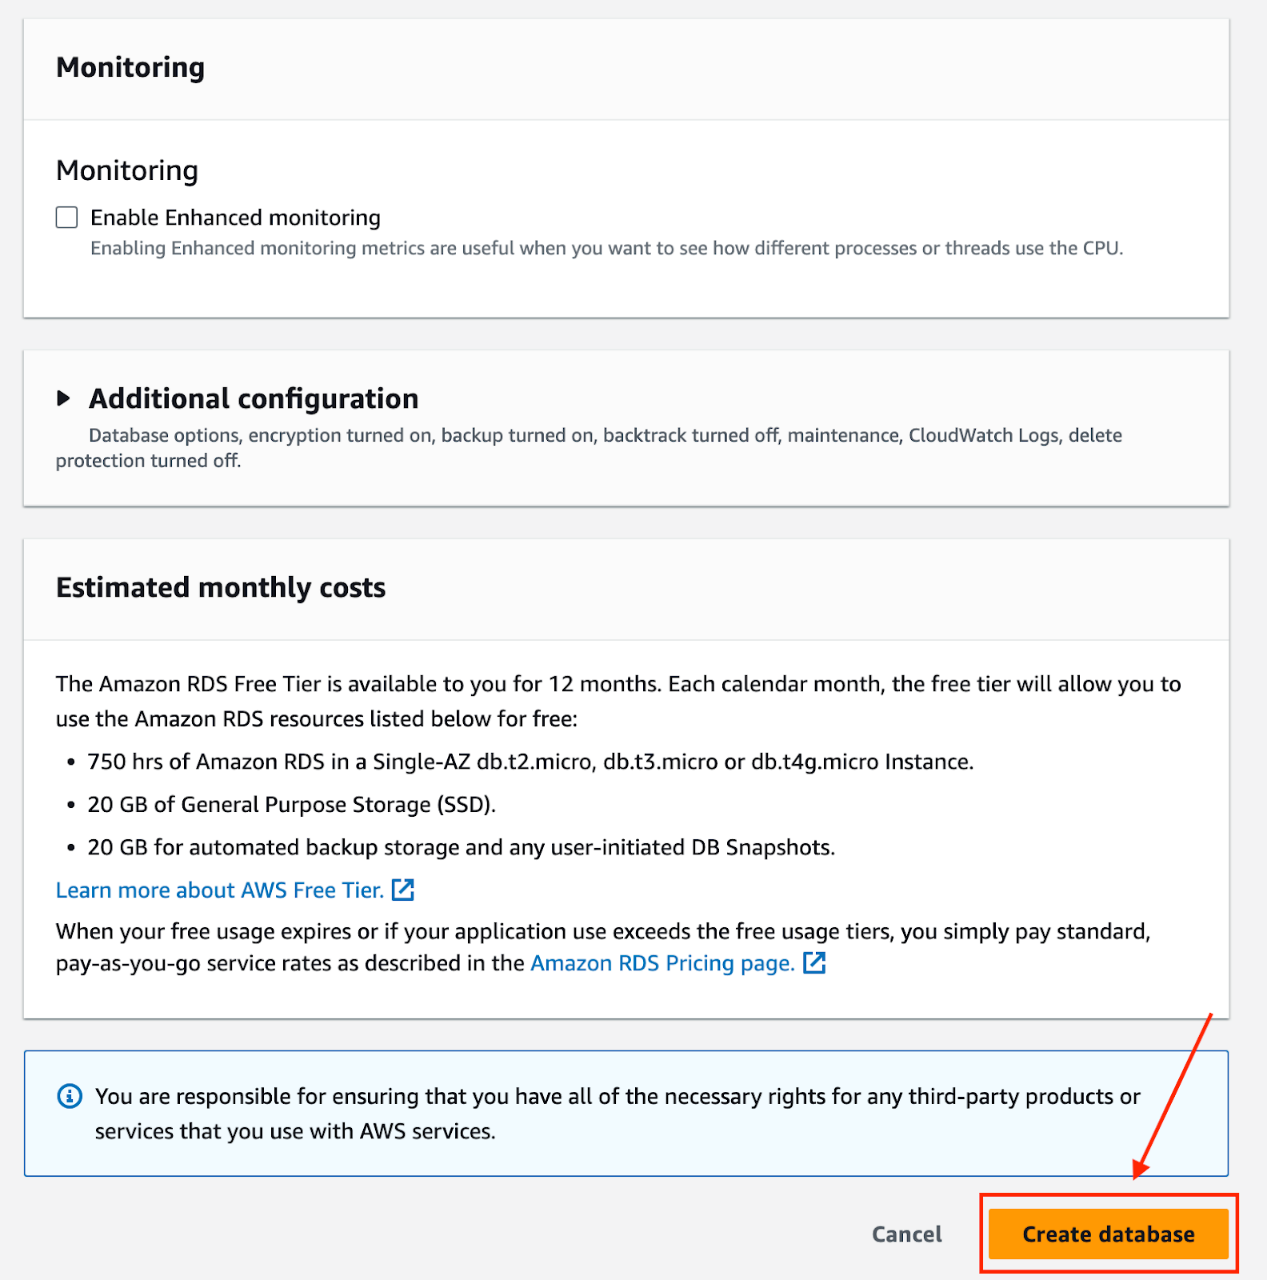 Monitoring
Monitoring
Enable Enhanced monitoring
Enabling Enhanced monitoring metrics are useful when you want to see how different processes or threads use the CPU.
Additional configuration
Database options, encryption turned on, backup turned on, backtrack turned off, maintenance, CloudWatch Logs, delete
protection turned off.
Estimated monthly costs
The Amazon RDS Free Tier is available to you for 12 months. Each calendar month, the free tier will allow you to
use the Amazon RDS resources listed below for free:
• 750 hrs of Amazon RDS in a Single-AZ db.t2.micro, db.t3.micro or db.t4g.micro Instance.
• 20 GB of General Purpose Storage (SSD).
• 20 GB for automated backup storage and any user-initiated DB Snapshots.
Learn more about AWS Free Tier.
When your free usage expires or if your application use exceeds the free usage tiers, you simply pay standard,
pay-as-you-go service rates as described in the Amazon RDS Pricing page.
You are responsible for ensuring that you have all of the necessary rights for any third-party products or
services that you use with AWS services.
Cancel Create database